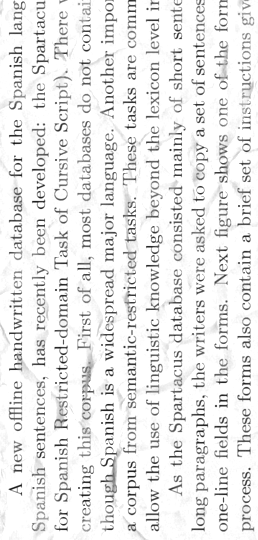 A new offline handwritten database for the Spanish lang
Spanish sentences, has recently been developed: the Spartacu
for Spanish Restricted-domain Task of Cursive Script). There
creating this corpus. First of all, most databases do not contai
though Spanish is a widespread major language. Another impor
a corpus from semantic-restricted tasks. These tasks are comm
allow the use of linguistic knowledge beyond the lexicon level in
As the Spartacus database consisted mainly of short sente
long paragraphs, the writers were asked to copy a set of sentences
one-line fields in the forms. Next figure shows one of the form
process. These forms also contain a brief set of instructions give